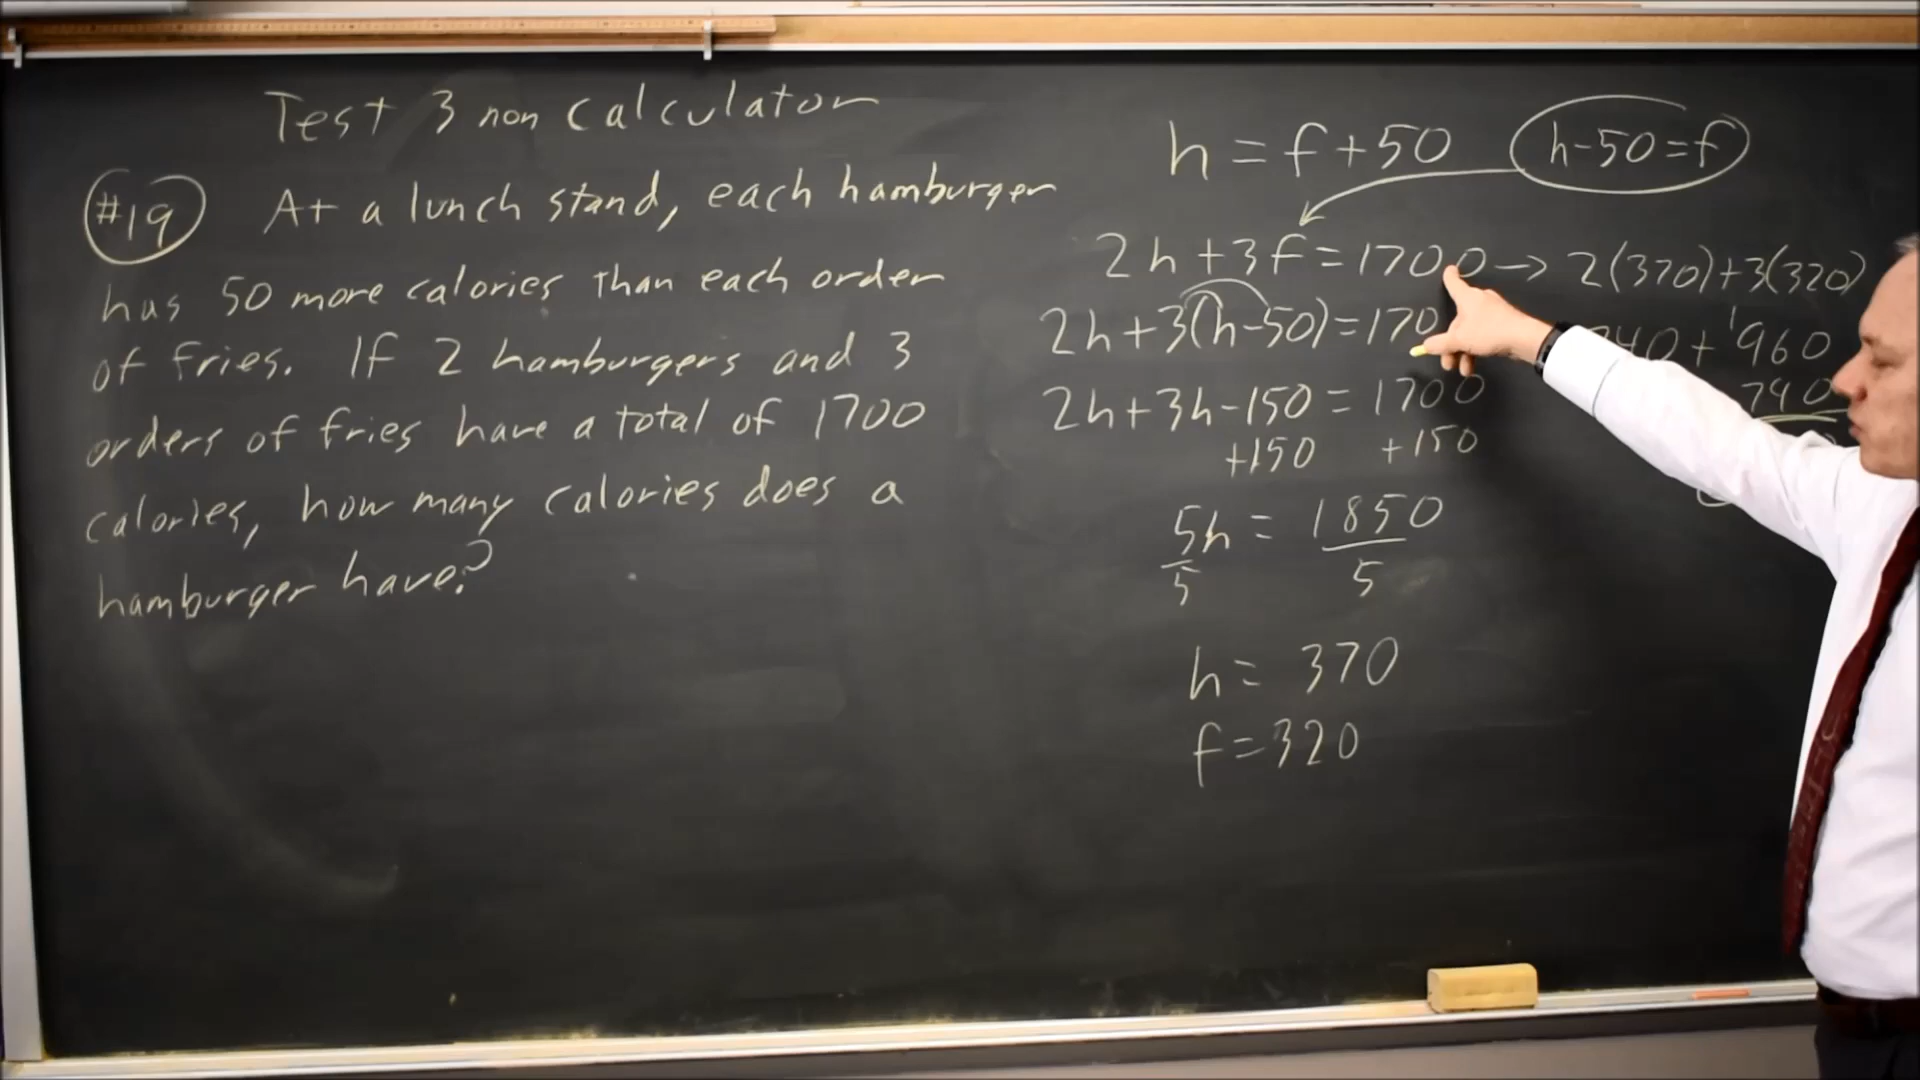 Test 3 non calculator
#19 At a lunch stand, each hamburger
has 50 more calories than each order
of fries. If 2 hamburgers and 3
orders of fries have a total of 1700
calories, how many calories does a
hamburger have?
h = f + 50
h - 50 = f
2h + 3f = 1700 → 2(370) + 3(320)
2h + 3(h - 50) = 170
2h + 3h - 150 = 1700
+150 +150
5h = 1850
5 5
h = 370
f = 320
40 + 960
740